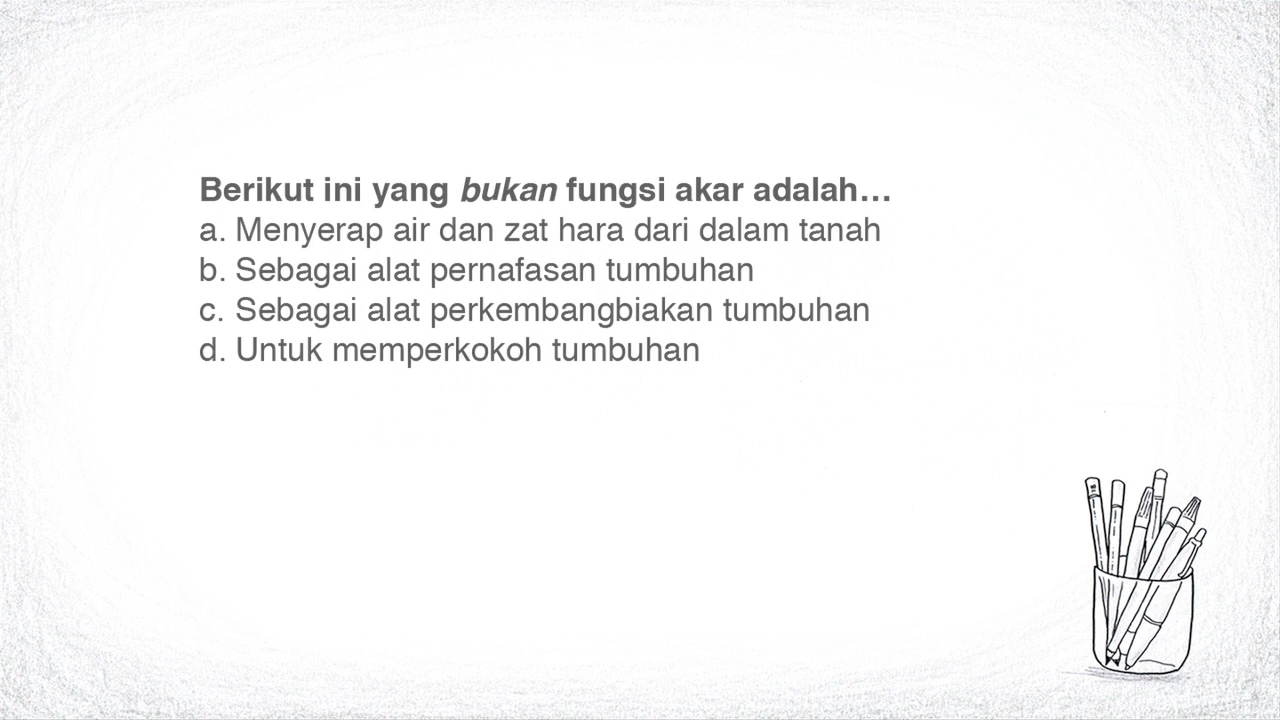 Berikut ini yang bukan fungsi akar adalah…
a. Menyerap air dan zat hara dari dalam tanah
b. Sebagai alat pernafasan tumbuhan
c. Sebagai alat perkembangbiakan tumbuhan
d. Untuk memperkokoh tumbuhan